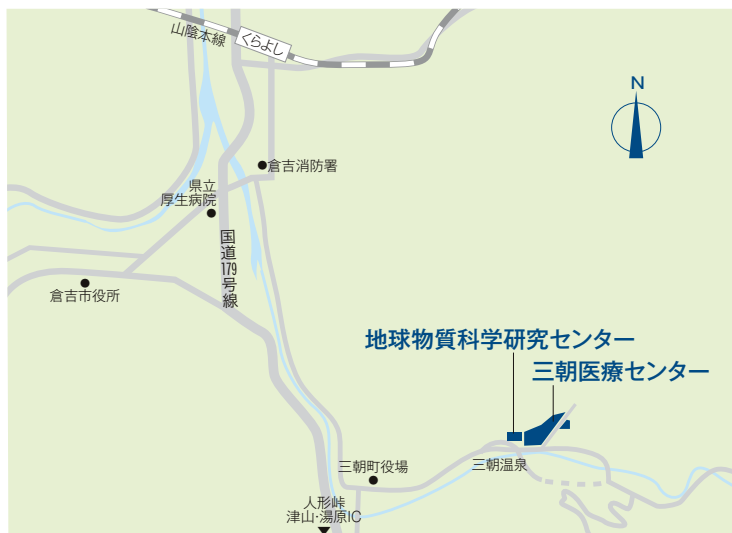 山陰本線
くらよし
N
倉吉消防署
県立
厚生病院
国道179号線
倉吉市役所
地球物質科学研究センター
三朝医療センター
三朝町役場
三朝温泉
人形峠
津山・湯原IC